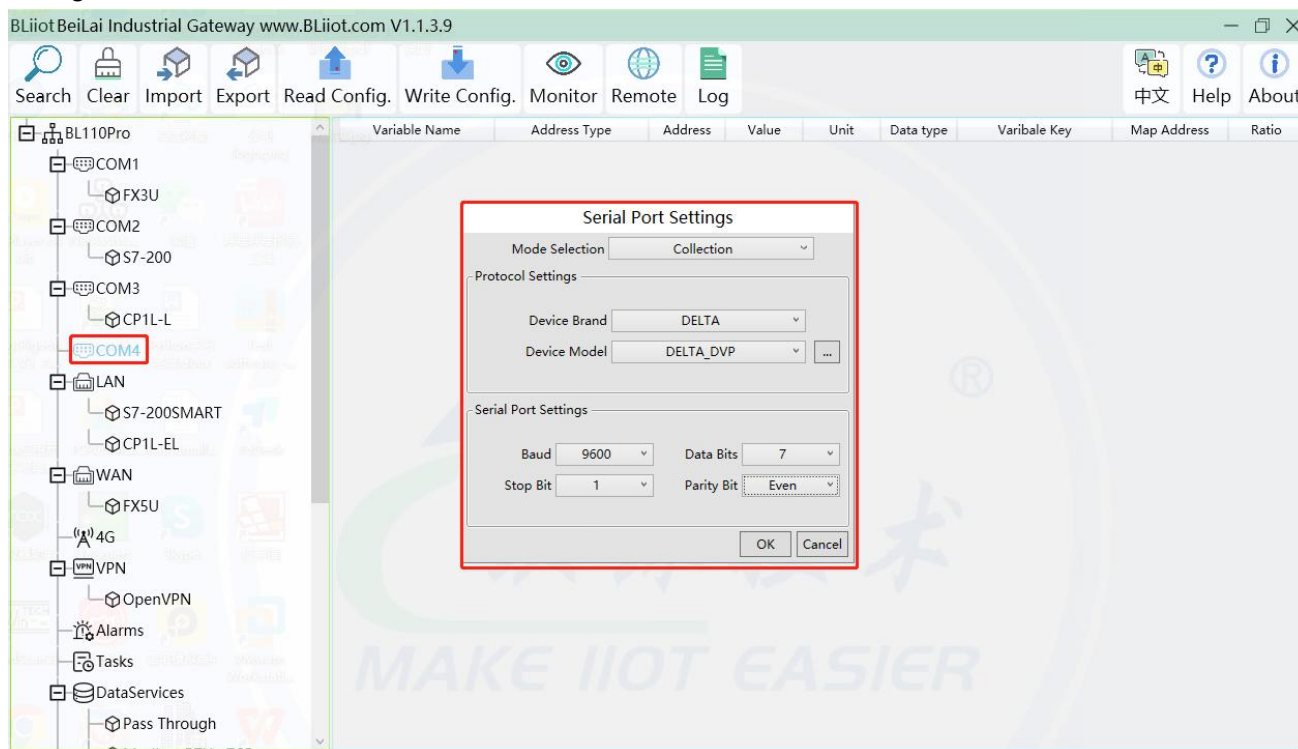 BLiiot BeiLai Industrial Gateway www.BLiiot.com V1.1.3.9
Search Clear Import Export Read Config. Write Config. Monitor Remote Log 中文 Help About
BL110Pro
COM1
FX3U
COM2
S7-200
COM3
CP1L-L
COM4
LAN
S7-200SMART
CP1L-EL
WAN
FX5U
4G
VPN
OpenVPN
Alarms
Tasks
DataServices
Pass Through
Variable Name Address Type Address Value Unit Data type Varibale Key Map Address Ratio
Serial Port Settings
Mode Selection Collection
Protocol Settings
Device Brand DELTA
Device Model DELTA_DVP ...
Serial Port Settings
Baud 9600 Data Bits 7
Stop Bit 1 Parity Bit Even
OK Cancel
MAKE IIOT EASIER